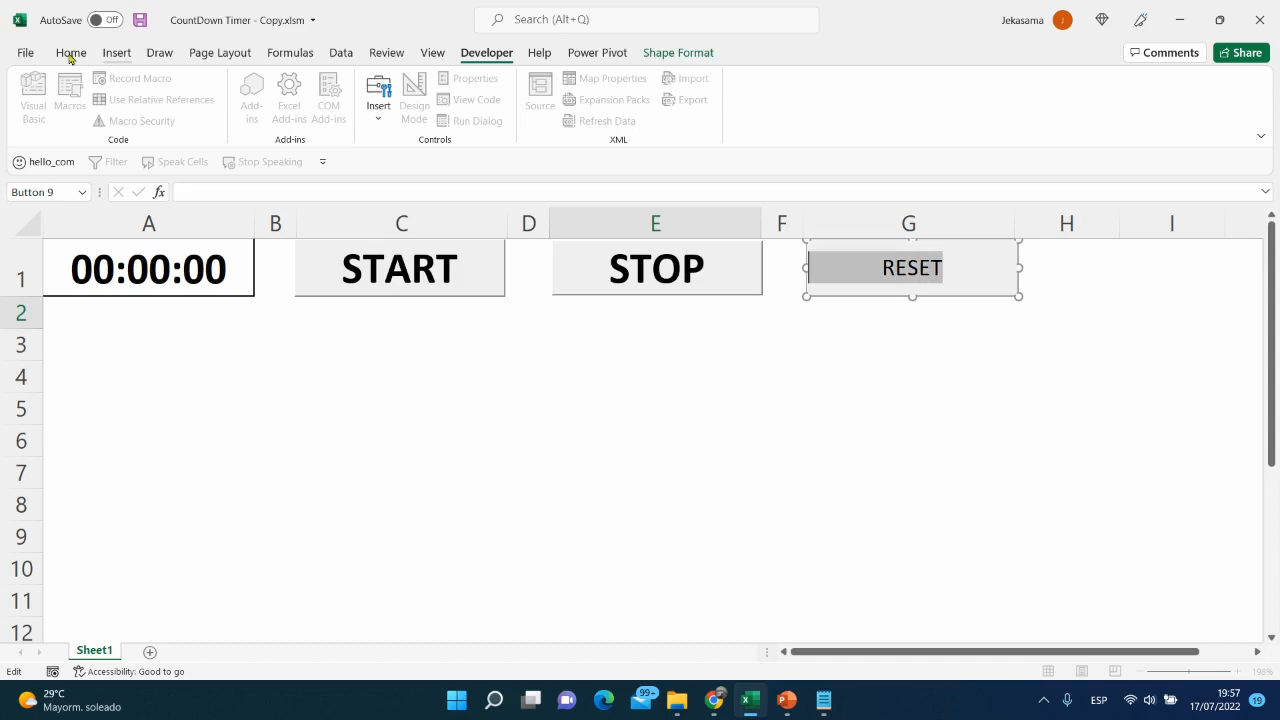 AutoSave Off CountDown Timer - Copy.xlsm Search (Alt+Q) Jekasama J
File Home Insert Draw Page Layout Formulas Data Review View Developer Help Power Pivot Shape Format Comments Share
Visual Basic
Macros
Record Macro
Use Relative References
Macro Security
Code
Add-ins
Excel Add-ins
COM Add-ins
Add-ins
Insert
Design Mode
Properties
View Code
Run Dialog
Controls
Source
Map Properties
Expansion Packs
Refresh Data
Import
Export
XML
hello_com Filter Speak Cells Stop Speaking
Button 9 fx
A B C D E F G H I
1 00:00:00 START STOP RESET
2
3
4
5
6
7
8
9
10
11
12
Sheet1
Edit Accessibility: Good to go 198%
29°C
Mayorm. soleado
99+
ESP
19:57
17/07/2022
19